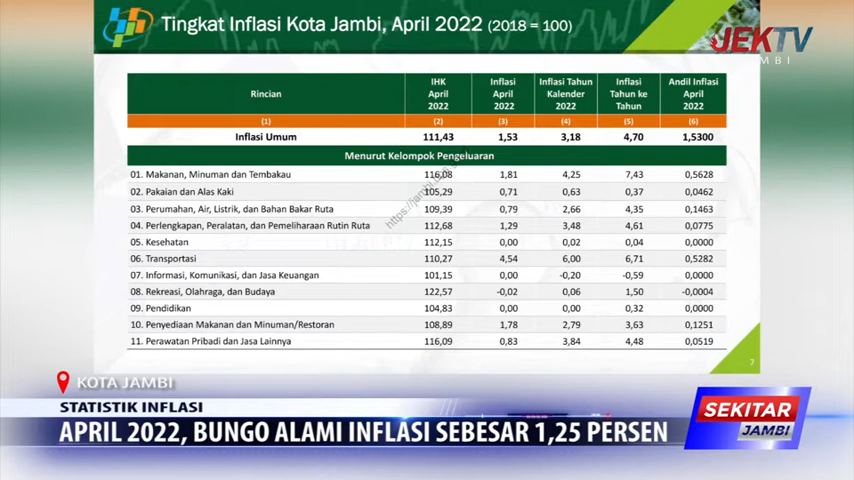 Tingkat Inflasi Kota Jambi, April 2022 (2018 = 100)
JEKTV
JAMBI
Rincian IHK April 2022 Inflasi April 2022 Inflasi Tahun Kalender 2022 Inflasi Tahun ke Tahun Andil Inflasi April 2022
(1) (2) (3) (4) (5) (6)
Inflasi Umum 111,43 1,53 3,18 4,70 1,5300
Menurut Kelompok Pengeluaran
01. Makanan, Minuman dan Tembakau 116,08 1,81 4,25 7,43 0,5628
02. Pakaian dan Alas Kaki 105,29 0,71 0,63 0,37 0,0462
03. Perumahan, Air, Listrik, dan Bahan Bakar Ruta 109,39 0,79 2,66 4,35 0,1463
04. Perlengkapan, Peralatan, dan Pemeliharaan Rutin Ruta 112,68 1,29 3,48 4,61 0,0775
05. Kesehatan 112,15 0,00 0,02 0,04 0,0000
06. Transportasi 110,27 4,54 6,00 6,71 0,5282
07. Informasi, Komunikasi, dan Jasa Keuangan 101,15 0,00 -0,20 -0,59 0,0000
08. Rekreasi, Olahraga, dan Budaya 122,57 -0,02 0,06 1,50 -0,0004
09. Pendidikan 104,83 0,00 0,00 0,32 0,0000
10. Penyediaan Makanan dan Minuman/Restoran 108,89 1,78 2,79 3,63 0,1251
11. Perawatan Pribadi dan Jasa Lainnya 116,09 0,83 3,84 4,48 0,0519
7
KOTA JAMBI
STATISTIK INFLASI
APRIL 2022, BUNGO ALAMI INFLASI SEBESAR 1,25 PERSEN
SEKITAR
JAMBI